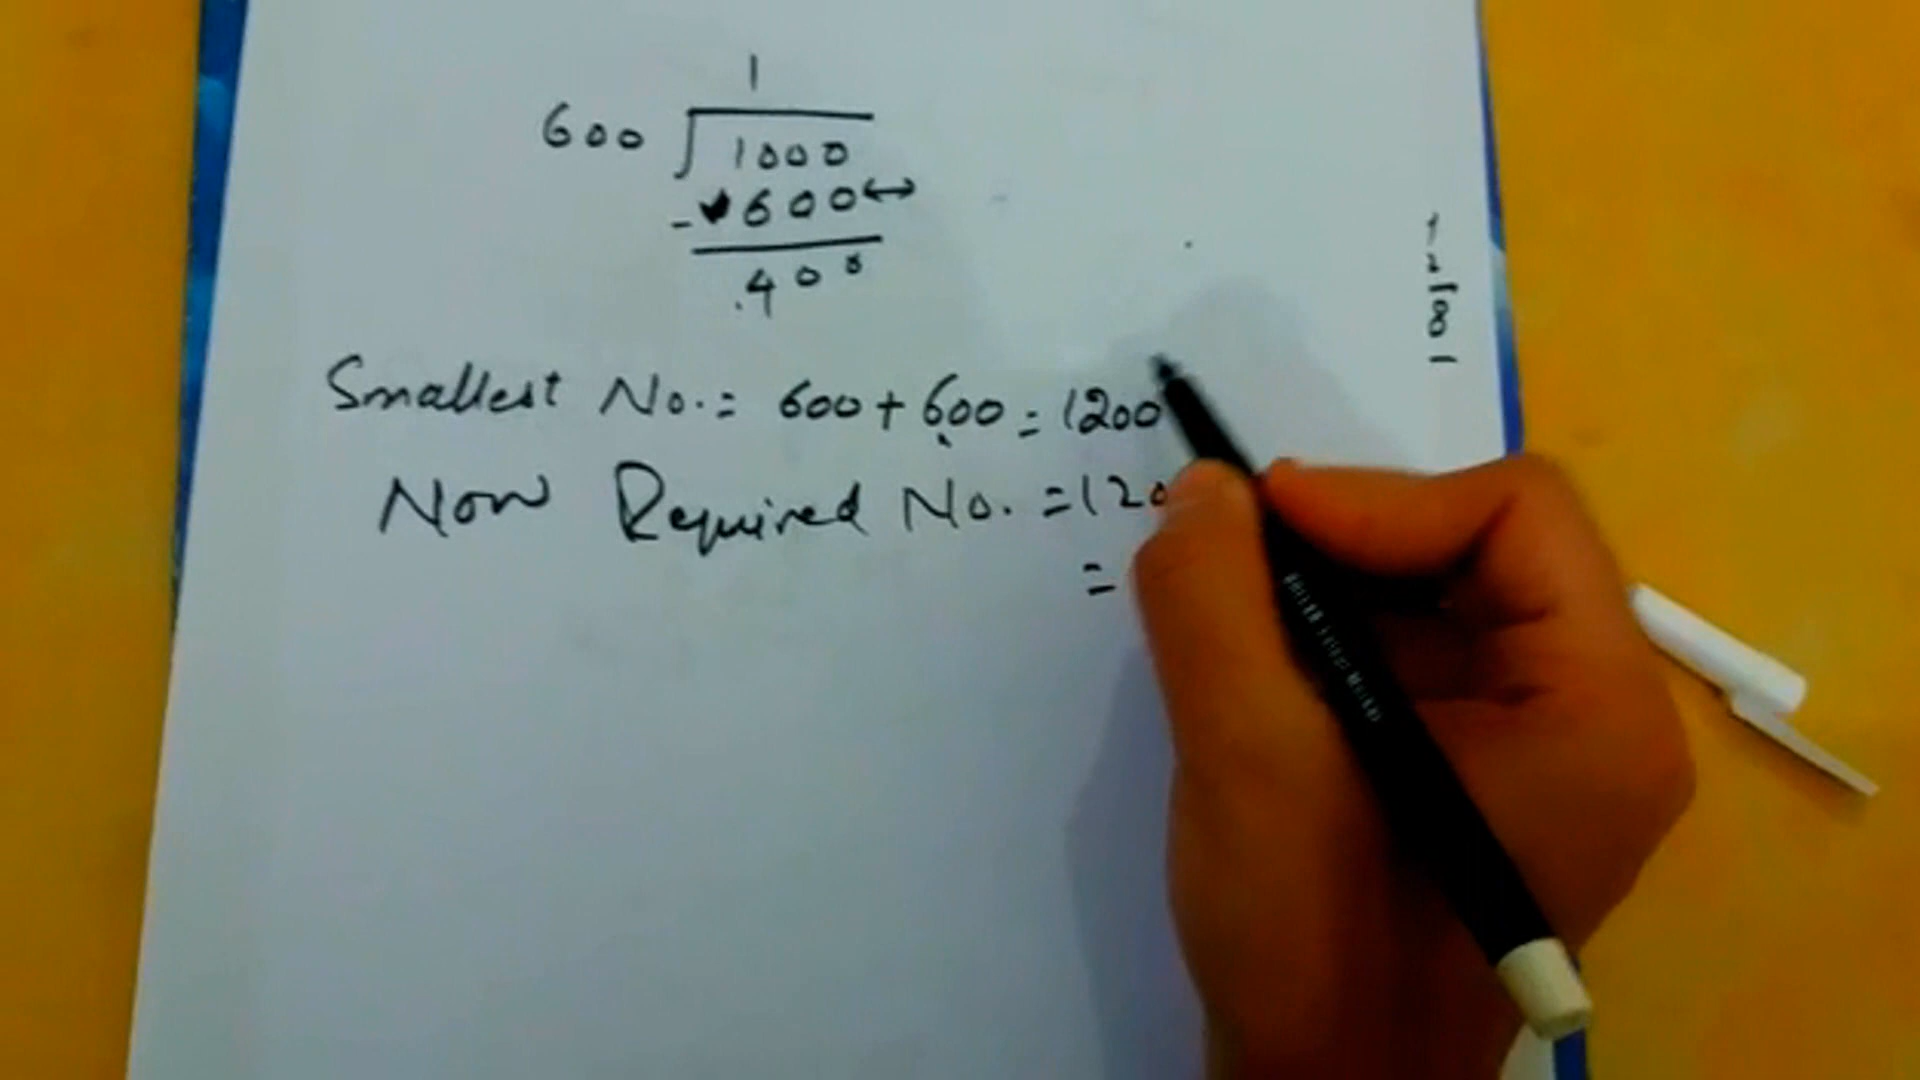 1
600 1000
- 600 ↔
.400
Smallest No. = 600 + 600 = 1200
Now Required No. = 120
=